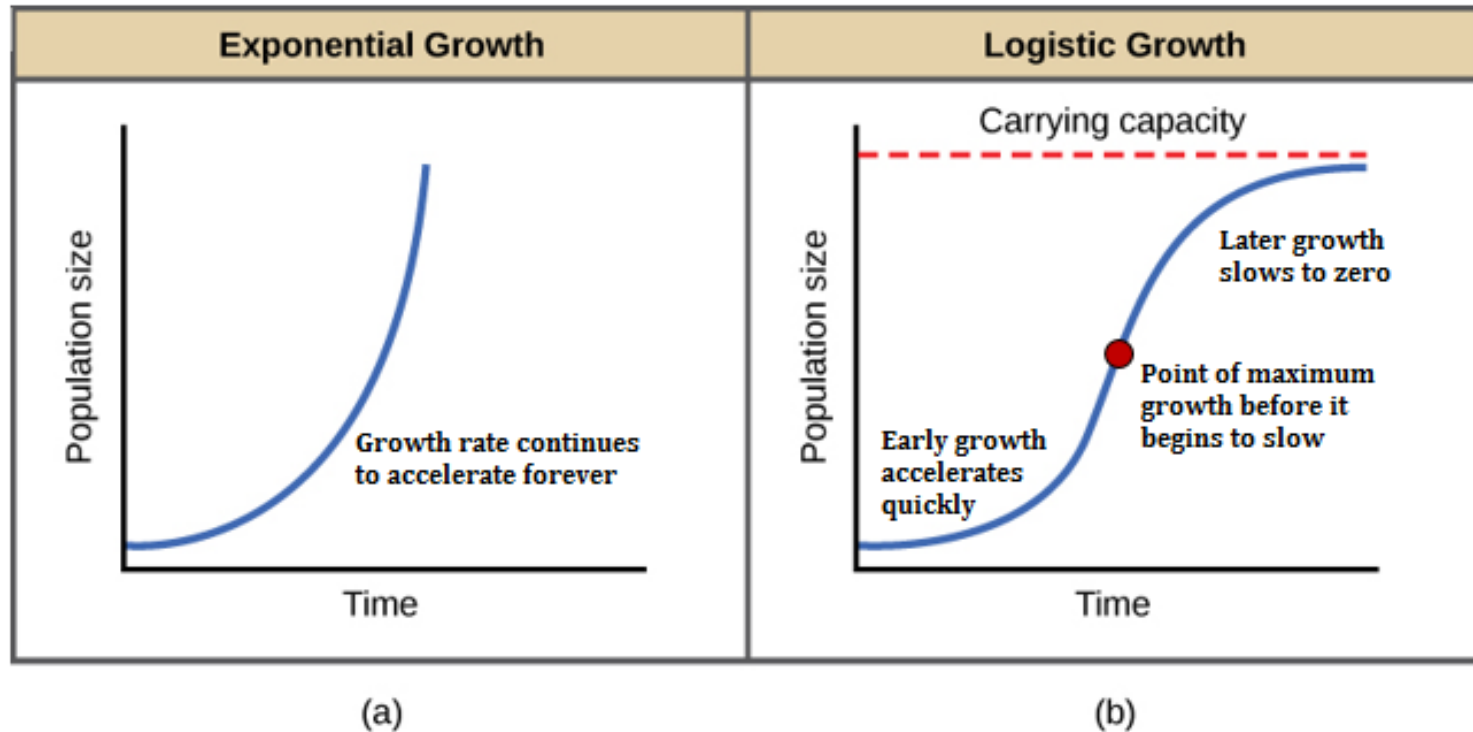 Exponential Growth
Logistic Growth
Population size
Growth rate continues
to accelerate forever
Time
Carrying capacity
Population size
Later growth
slows to zero
Point of maximum
growth before it
begins to slow
Early growth
accelerates
quickly
Time
(a)
(b)